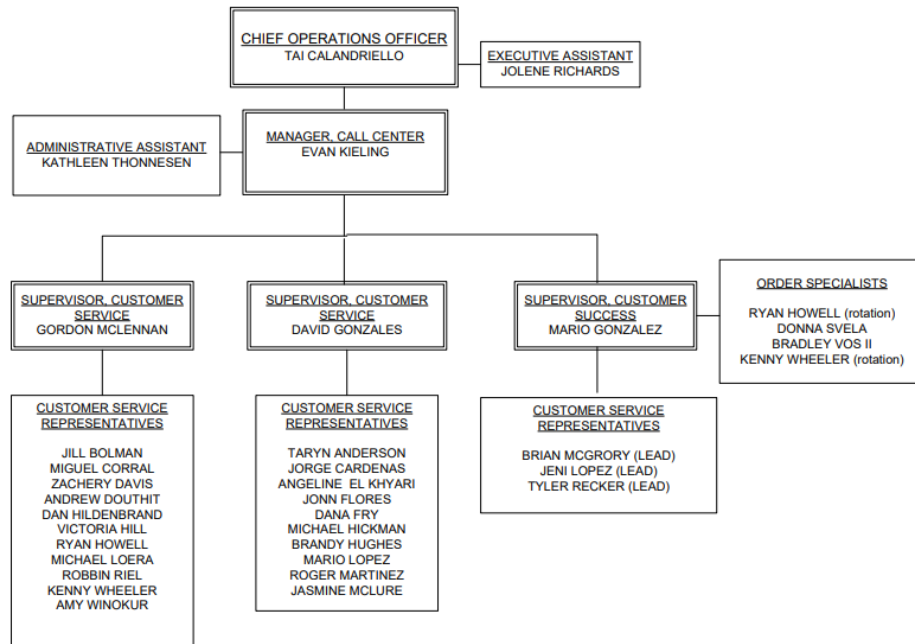 CHIEF OPERATIONS OFFICER
TAI CALANDRIELLO
EXECUTIVE ASSISTANT
JOLENE RICHARDS
MANAGER, CALL CENTER
EVAN KIELING
ADMINISTRATIVE ASSISTANT
KATHLEEN THONNESEN
SUPERVISOR, CUSTOMER
SERVICE
GORDON MCLENNAN
SUPERVISOR, CUSTOMER
SERVICE
DAVID GONZALES
SUPERVISOR, CUSTOMER
SUCCESS
MARIO GONZALEZ
ORDER SPECIALISTS
RYAN HOWELL (rotation)
DONNA SVELA
BRADLEY VOS II
KENNY WHEELER (rotation)
CUSTOMER SERVICE
REPRESENTATIVES
JILL BOLMAN
MIGUEL CORRAL
ZACHERY DAVIS
ANDREW DOUTHIT
DAN HILDENBRAND
VICTORIA HILL
RYAN HOWELL
MICHAEL LOERA
ROBBIN RIEL
KENNY WHEELER
AMY WINOKUR
CUSTOMER SERVICE
REPRESENTATIVES
TARYN ANDERSON
JORGE CARDENAS
ANGELINE  EL KHYARI
JONN FLORES
DANA FRY
MICHAEL HICKMAN
BRANDY HUGHES
MARIO LOPEZ
ROGER MARTINEZ
JASMINE MCLURE
CUSTOMER SERVICE
REPRESENTATIVES
BRIAN MCGRORY (LEAD)
JENI LOPEZ (LEAD)
TYLER RECKER (LEAD)